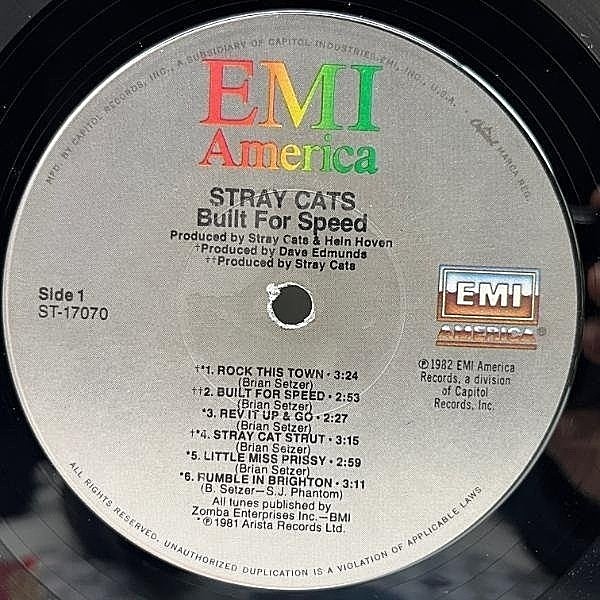 MFD. BY CAPITOL RECORDS, INC., A SUBSIDIARY OF CAPITOL INDUSTRIES-EMI, INC., U.S.A.
Capitol MARCA REG.
EMI
America
STRAY CATS
Built For Speed
Produced by Stray Cats & Hein Hoven
†Produced by Dave Edmunds
††Produced by Stray Cats
Side 1
ST-17070
EMI
AMERICA®
℗1982 EMI America
Records, a division
of Capitol
Records, Inc.
†*1. ROCK THIS TOWN • 3:24
(Brian Setzer)
††2. BUILT FOR SPEED • 2:53
(Brian Setzer)
*3. REV IT UP & GO • 2:27
(Brian Setzer)
†*4. STRAY CAT STRUT • 3:15
(Brian Setzer)
*5. LITTLE MISS PRISSY • 2:59
(Brian Setzer)
*6. RUMBLE IN BRIGHTON • 3:11
(B. Setzer—S.J. Phantom)
All tunes published by
Zomba Enterprises Inc.—BMI
*℗1981 Arista Records Ltd.
ALL RIGHTS RESERVED. UNAUTHORIZED DUPLICATION IS A VIOLATION OF APPLICABLE LAWS